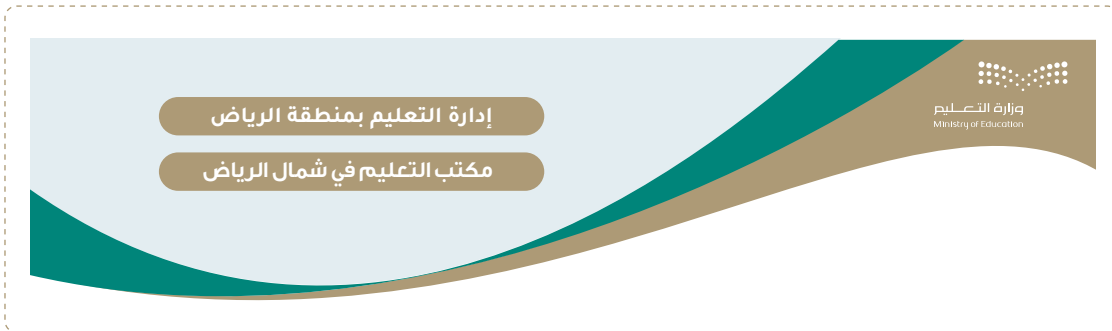 وزارة التعليم
Ministry of Education
إدارة التعليم بمنطقة الرياض
مكتب التعليم في شمال الرياض